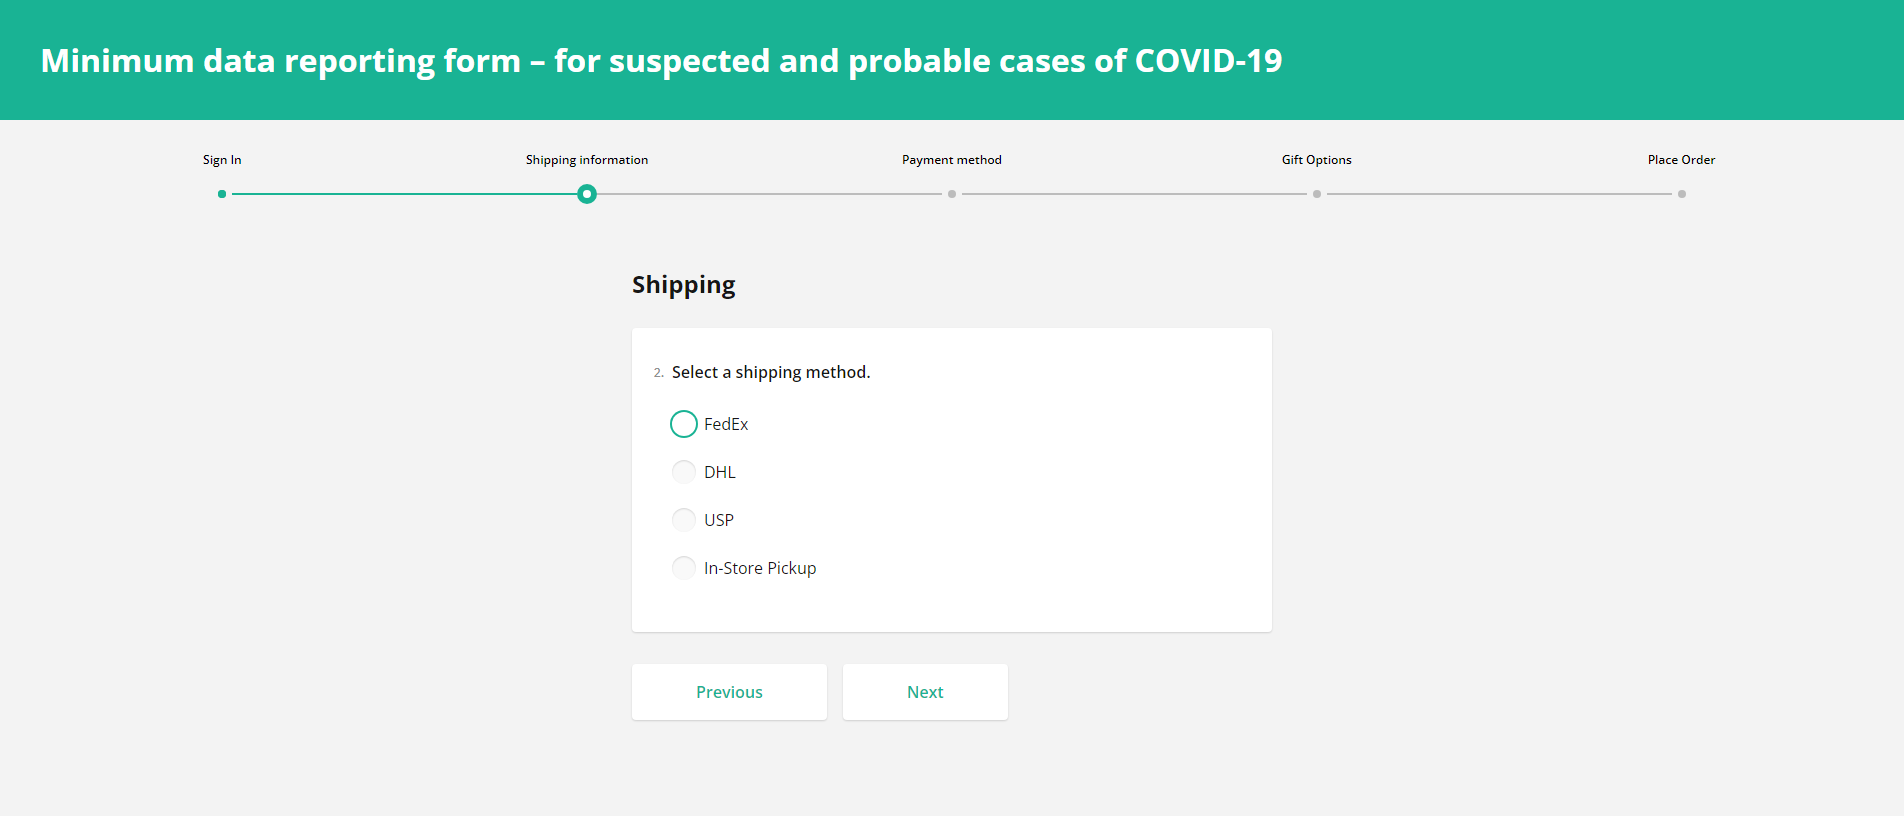 Minimum data reporting form – for suspected and probable cases of COVID-19
Sign In
Shipping information
Payment method
Gift Options
Place Order
Shipping
2. Select a shipping method.
FedEx
DHL
USP
In-Store Pickup
Previous
Next